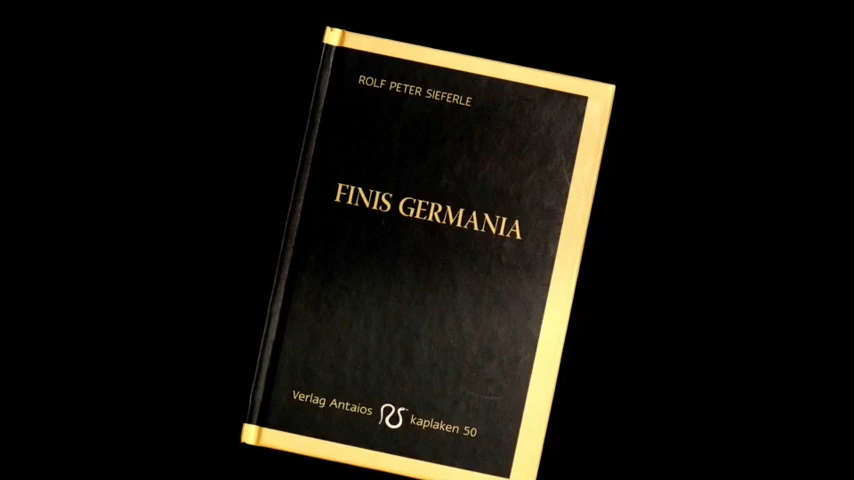 ROLF PETER SIEFERLE
FINIS GERMANIA
Verlag Antaios kaplaken 50